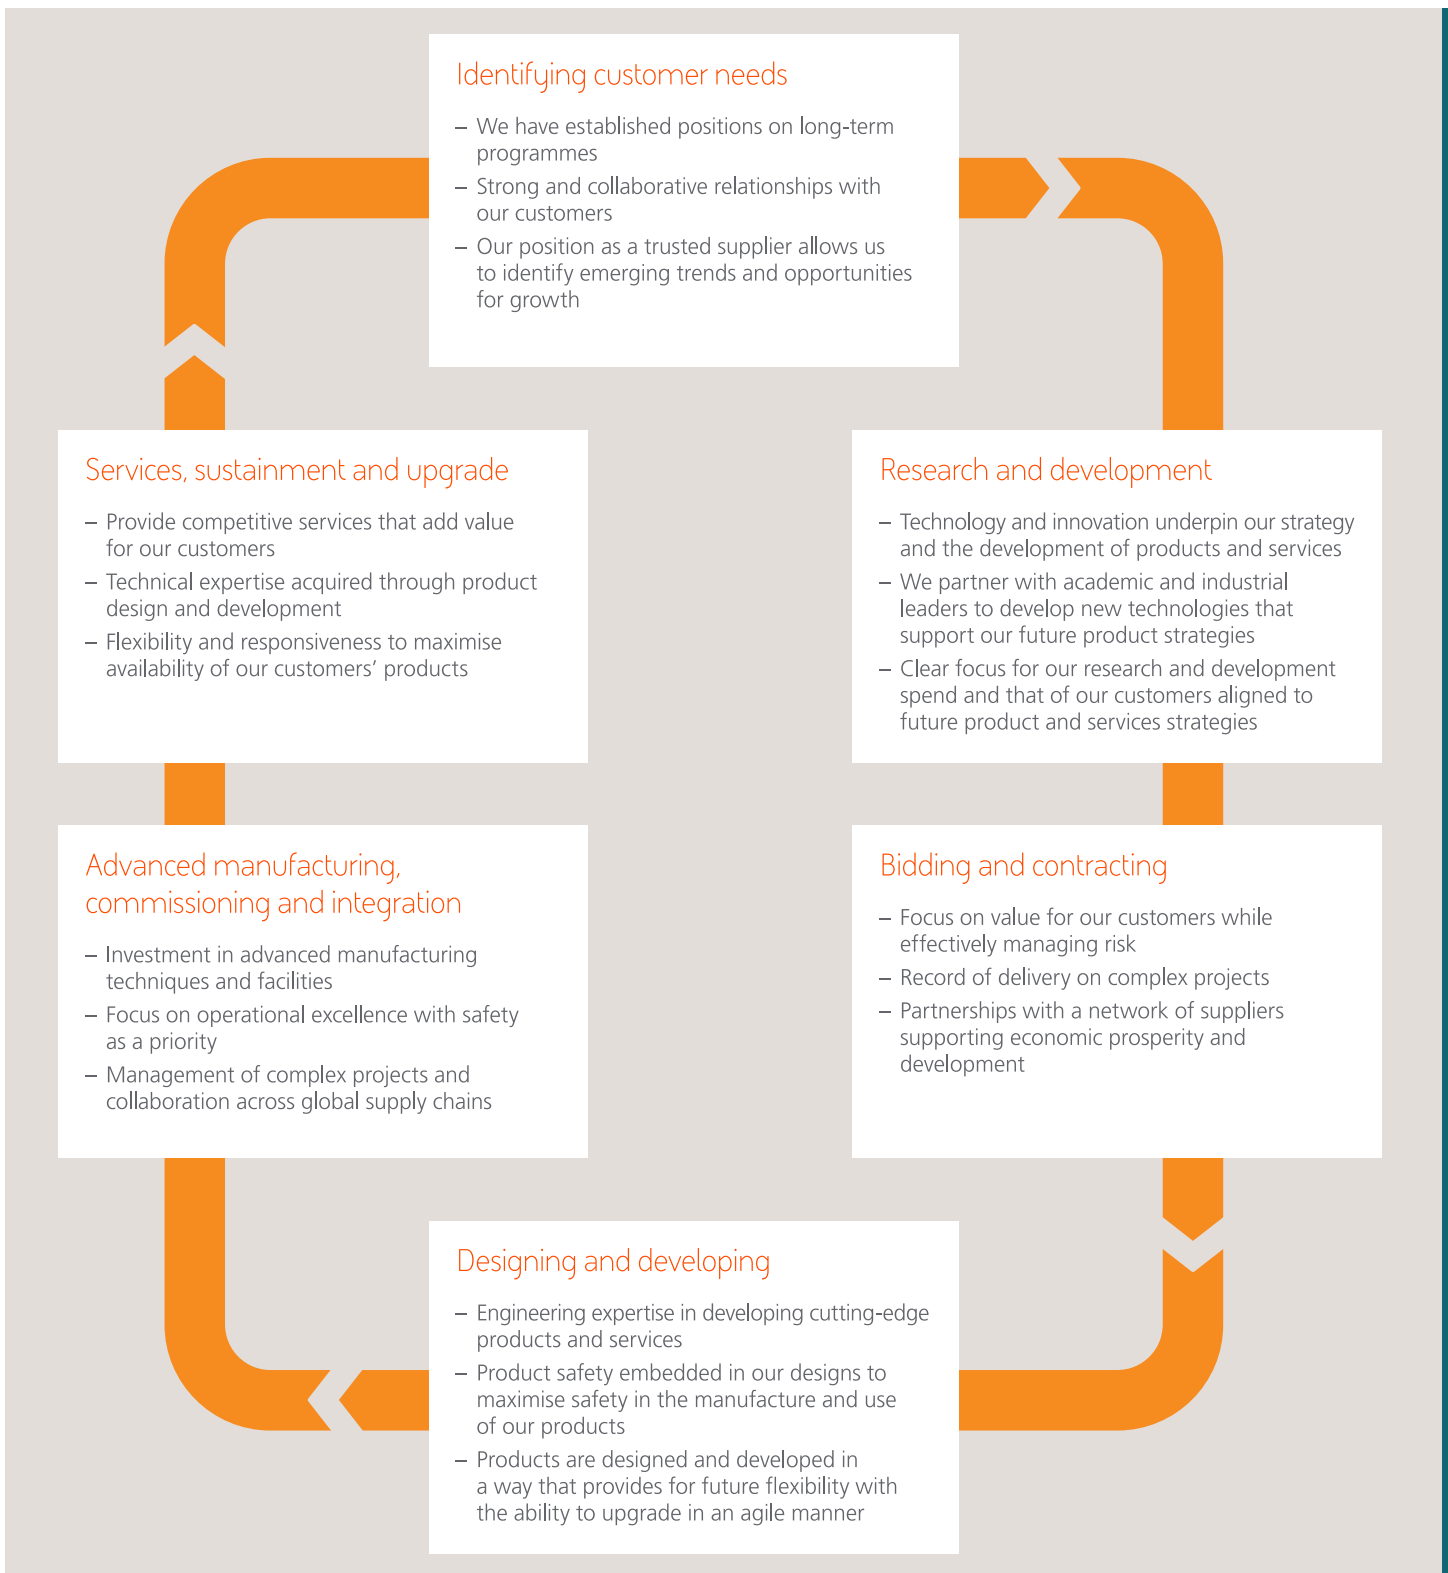 Identifying customer needs
– We have established positions on long-term
programmes
– Strong and collaborative relationships with
our customers
– Our position as a trusted supplier allows us
to identify emerging trends and opportunities
for growth
Services, sustainment and upgrade
– Provide competitive services that add value
for our customers
– Technical expertise acquired through product
design and development
– Flexibility and responsiveness to maximise
availability of our customers’ products
Research and development
– Technology and innovation underpin our strategy
and the development of products and services
– We partner with academic and industrial
leaders to develop new technologies that
support our future product strategies
– Clear focus for our research and development
spend and that of our customers aligned to
future product and services strategies
Advanced manufacturing,
commissioning and integration
– Investment in advanced manufacturing
techniques and facilities
– Focus on operational excellence with safety
as a priority
– Management of complex projects and
collaboration across global supply chains
Bidding and contracting
– Focus on value for our customers while
effectively managing risk
– Record of delivery on complex projects
– Partnerships with a network of suppliers
supporting economic prosperity and
development
Designing and developing
– Engineering expertise in developing cutting-edge
products and services
– Product safety embedded in our designs to
maximise safety in the manufacture and use
of our products
– Products are designed and developed in
a way that provides for future flexibility with
the ability to upgrade in an agile manner